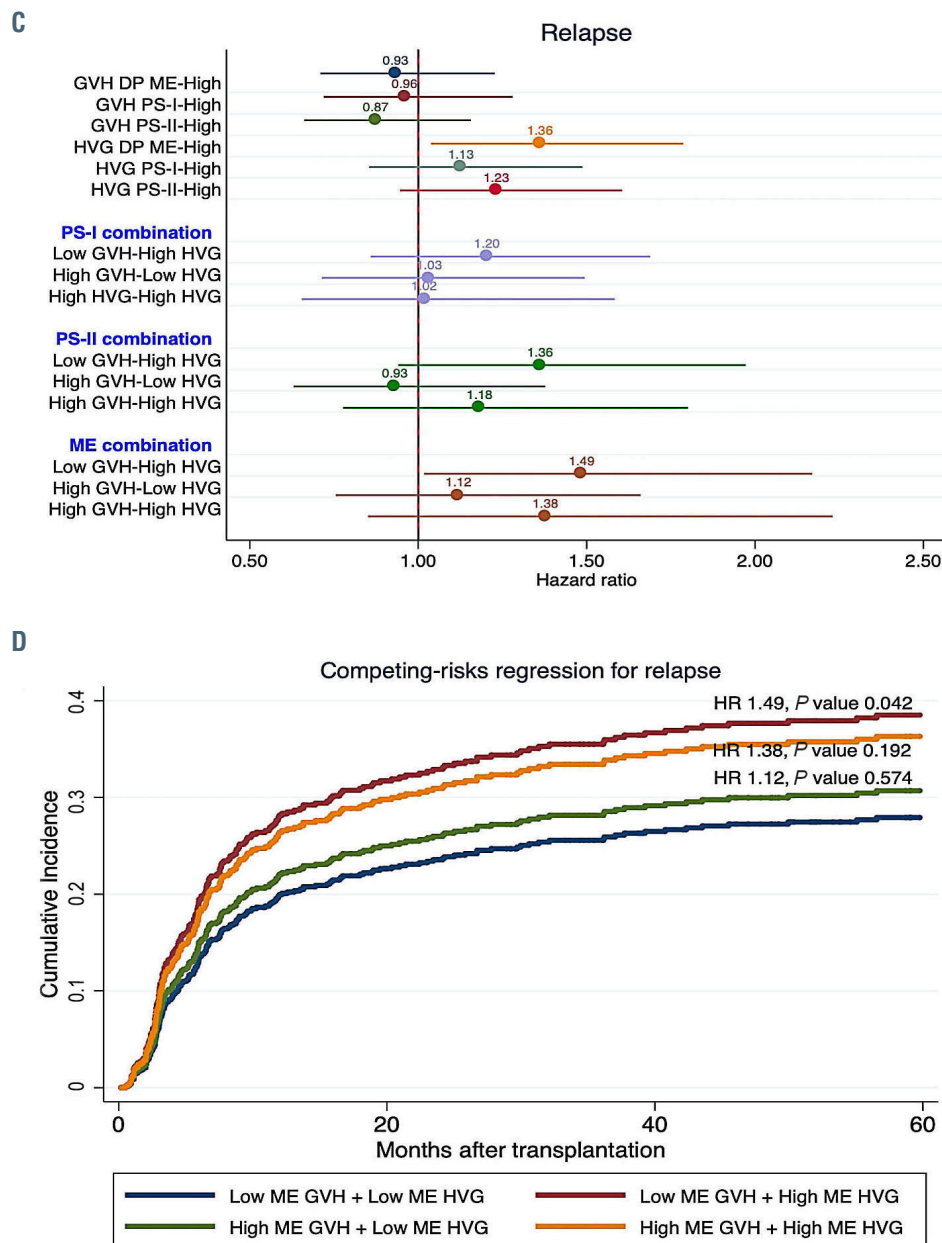 C
Relapse
0.93
GVH DP ME-High
0.96
GVH PS-I-High
0.87
GVH PS-II-High
1.36
HVG DP ME-High
1.13
HVG PS-I-High
1.23
HVG PS-II-High
PS-I combination
1.20
Low GVH-High HVG
1.03
High GVH-Low HVG
1.02
High HVG-High HVG
PS-II combination
1.36
Low GVH-High HVG
0.93
High GVH-Low HVG
1.18
High GVH-High HVG
ME combination
1.49
Low GVH-High HVG
1.12
High GVH-Low HVG
1.38
High GVH-High HVG
0.50 1.00 1.50 2.00 2.50
Hazard ratio
D
Competing-risks regression for relapse
HR 1.49, P value 0.042
HR 1.38, P value 0.192
HR 1.12, P value 0.574
Cumulative Incidence
0.4
0.3
0.2
0.1
0
0 20 40 60
Months after transplantation
Low ME GVH + Low ME HVG Low ME GVH + High ME HVG
High ME GVH + Low ME HVG High ME GVH + High ME HVG